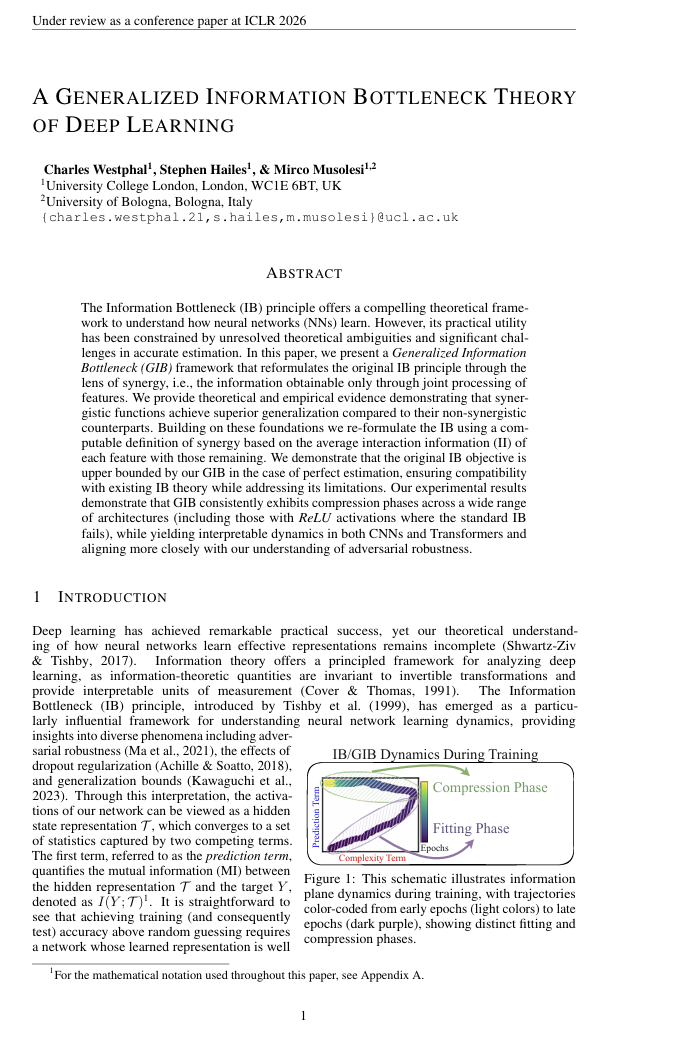 Under review as a conference paper at ICLR 2026
A GENERALIZED INFORMATION BOTTLENECK THEORY
OF DEEP LEARNING
Charles Westphal¹, Stephen Hailes¹, & Mirco Musolesi¹,²
¹University College London, London, WC1E 6BT, UK
²University of Bologna, Bologna, Italy
{charles.westphal.21,s.hailes,m.musolesi}@ucl.ac.uk
ABSTRACT
The Information Bottleneck (IB) principle offers a compelling theoretical frame-
work to understand how neural networks (NNs) learn. However, its practical utility
has been constrained by unresolved theoretical ambiguities and significant chal-
lenges in accurate estimation. In this paper, we present a Generalized Information
Bottleneck (GIB) framework that reformulates the original IB principle through the
lens of synergy, i.e., the information obtainable only through joint processing of
features. We provide theoretical and empirical evidence demonstrating that syner-
gistic functions achieve superior generalization compared to their non-synergistic
counterparts. Building on these foundations we re-formulate the IB using a com-
putable definition of synergy based on the average interaction information (II) of
each feature with those remaining. We demonstrate that the original IB objective is
upper bounded by our GIB in the case of perfect estimation, ensuring compatibility
with existing IB theory while addressing its limitations. Our experimental results
demonstrate that GIB consistently exhibits compression phases across a wide range
of architectures (including those with ReLU activations where the standard IB
fails), while yielding interpretable dynamics in both CNNs and Transformers and
aligning more closely with our understanding of adversarial robustness.
1 INTRODUCTION
Deep learning has achieved remarkable practical success, yet our theoretical understand-
ing of how neural networks learn effective representations remains incomplete (Shwartz-Ziv
& Tishby, 2017). Information theory offers a principled framework for analyzing deep
learning, as information-theoretic quantities are invariant to invertible transformations and
provide interpretable units of measurement (Cover & Thomas, 1991). The Information
Bottleneck (IB) principle, introduced by Tishby et al. (1999), has emerged as a particu-
larly influential framework for understanding neural network learning dynamics, providing
insights into diverse phenomena including adver-
sarial robustness (Ma et al., 2021), the effects of
dropout regularization (Achille & Soatto, 2018),
and generalization bounds (Kawaguchi et al.,
2023). Through this interpretation, the activa-
tions of our network can be viewed as a hidden
state representation 𝒯, which converges to a set
of statistics captured by two competing terms.
The first term, referred to as the prediction term,
quantifies the mutual information (MI) between
the hidden representation 𝒯 and the target Y,
denoted as I(Y;𝒯)¹. It is straightforward to
see that achieving training (and consequently
test) accuracy above random guessing requires
a network whose learned representation is well
IB/GIB Dynamics During Training
Prediction Term
Compression Phase
Fitting Phase
Epochs
Complexity Term
Figure 1: This schematic illustrates information
plane dynamics during training, with trajectories
color-coded from early epochs (light colors) to late
epochs (dark purple), showing distinct fitting and
compression phases.
¹For the mathematical notation used throughout this paper, see Appendix A.
1